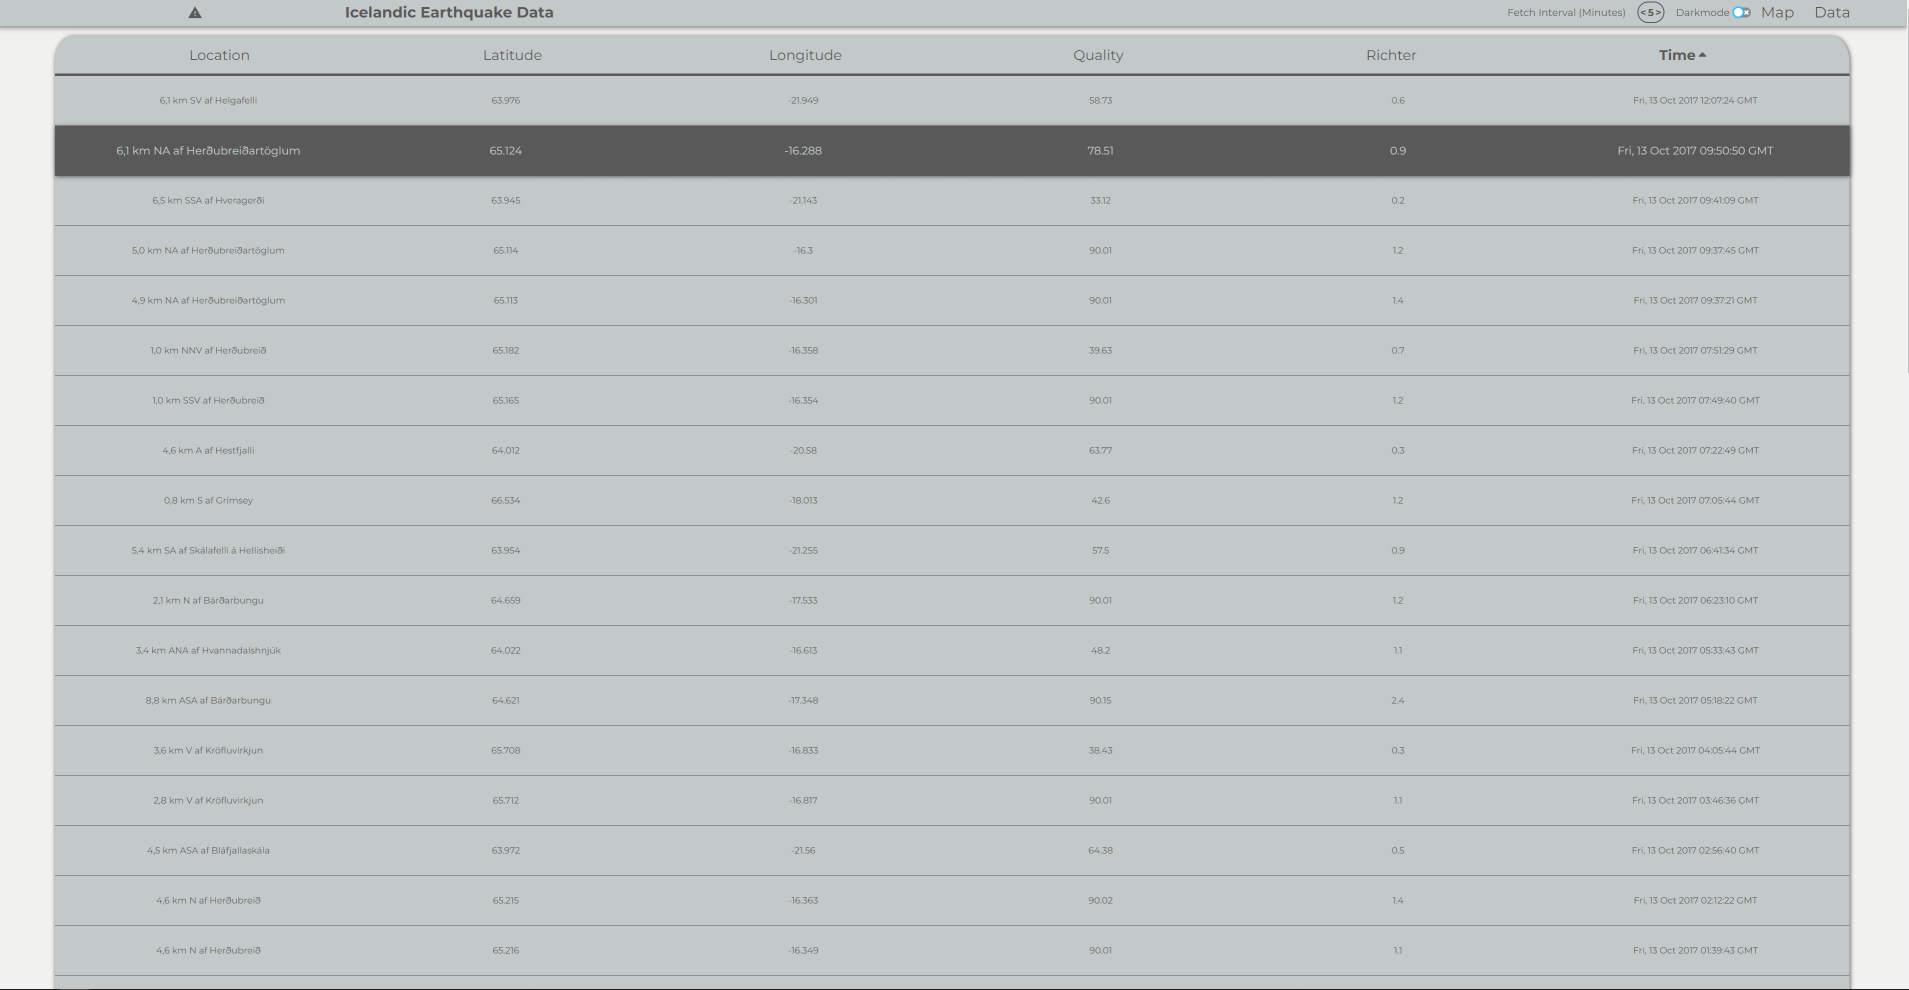 Icelandic Earthquake Data Fetch Interval (Minutes) <5> Darkmode Map Data
Location Latitude Longitude Quality Richter Time
6,1 km SV af Helgafelli 63.976 -21.949 58.73 0.6 Fri, 13 Oct 2017 12:07:24 GMT
6,1 km NA af Herðubreiðartöglum 65.124 -16.288 78.51 0.9 Fri, 13 Oct 2017 09:50:50 GMT
6,5 km SSA af Hveragerði 63.945 -21.143 33.12 0.2 Fri, 13 Oct 2017 09:41:09 GMT
5,0 km NA af Herðubreiðartöglum 65.114 -16.3 90.01 1.2 Fri, 13 Oct 2017 09:37:45 GMT
4,9 km NA af Herðubreiðartöglum 65.113 -16.301 90.01 1.4 Fri, 13 Oct 2017 09:37:21 GMT
1,0 km NNV af Herðubreið 65.182 -16.358 39.63 0.7 Fri, 13 Oct 2017 07:51:29 GMT
1,0 km SSV af Herðubreið 65.165 -16.354 90.01 1.2 Fri, 13 Oct 2017 07:49:40 GMT
4,6 km A af Hestfjalli 64.012 -20.58 63.77 0.3 Fri, 13 Oct 2017 07:22:49 GMT
0,8 km S af Grímsey 66.534 -18.013 42.6 1.2 Fri, 13 Oct 2017 07:05:44 GMT
5,4 km SA af Skálafelli á Hellisheiði 63.954 -21.255 57.5 0.9 Fri, 13 Oct 2017 06:41:34 GMT
2,1 km N af Bárðarbungu 64.659 -17.533 90.01 1.2 Fri, 13 Oct 2017 06:23:10 GMT
3,4 km ANA af Hvannadalshnjúk 64.022 -16.613 48.2 1.1 Fri, 13 Oct 2017 05:33:43 GMT
8,8 km ASA af Bárðarbungu 64.621 -17.348 90.15 2.4 Fri, 13 Oct 2017 05:18:22 GMT
3,6 km V af Kröfluvirkjun 65.708 -16.833 38.43 0.3 Fri, 13 Oct 2017 04:05:44 GMT
2,8 km V af Kröfluvirkjun 65.712 -16.817 90.01 1.1 Fri, 13 Oct 2017 03:46:36 GMT
4,5 km ASA af Bláfjallaskála 63.972 -21.56 64.38 0.5 Fri, 13 Oct 2017 02:56:40 GMT
4,6 km N af Herðubreið 65.215 -16.363 90.02 1.4 Fri, 13 Oct 2017 02:12:22 GMT
4,6 km N af Herðubreið 65.216 -16.349 90.01 1.1 Fri, 13 Oct 2017 01:39:43 GMT